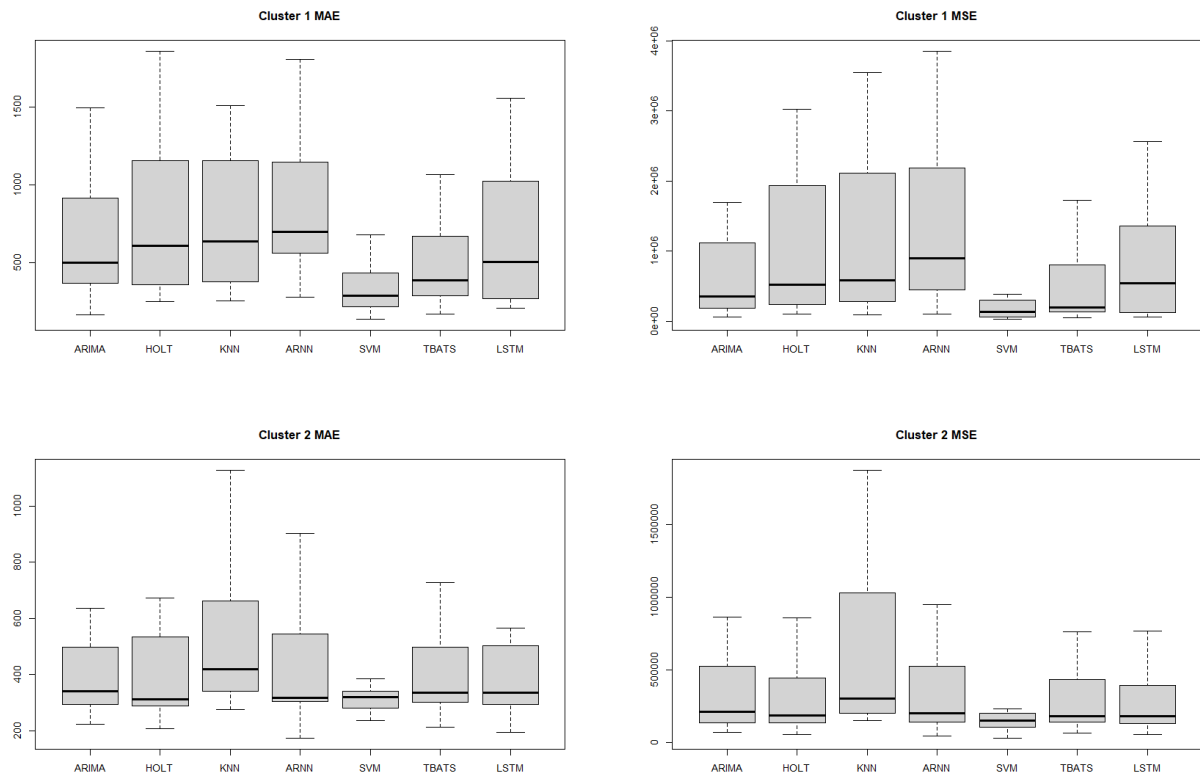 Cluster 1 MAE
1500
1000
500
ARIMA HOLT KNN ARNN SVM TBATS LSTM
Cluster 1 MSE
4e+06
3e+06
2e+06
1e+06
0e+00
ARIMA HOLT KNN ARNN SVM TBATS LSTM
Cluster 2 MAE
1000
800
600
400
200
ARIMA HOLT KNN ARNN SVM TBATS LSTM
Cluster 2 MSE
1500000
1000000
500000
0
ARIMA HOLT KNN ARNN SVM TBATS LSTM